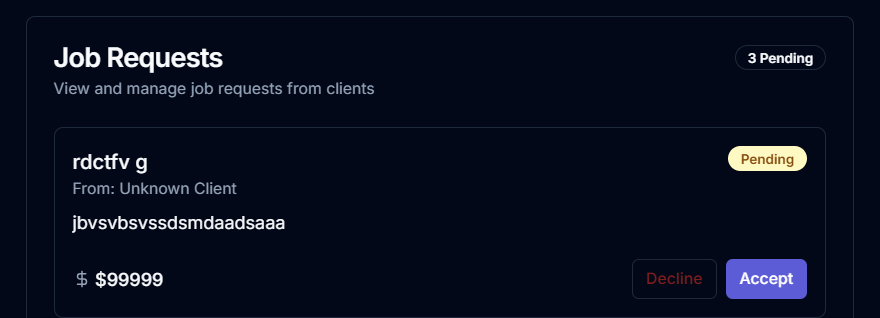 Job Requests
3 Pending
View and manage job requests from clients
rdctfv g
Pending
From: Unknown Client
jbvsvbsvssdsmdaadsaaa
$ $99999
Decline
Accept